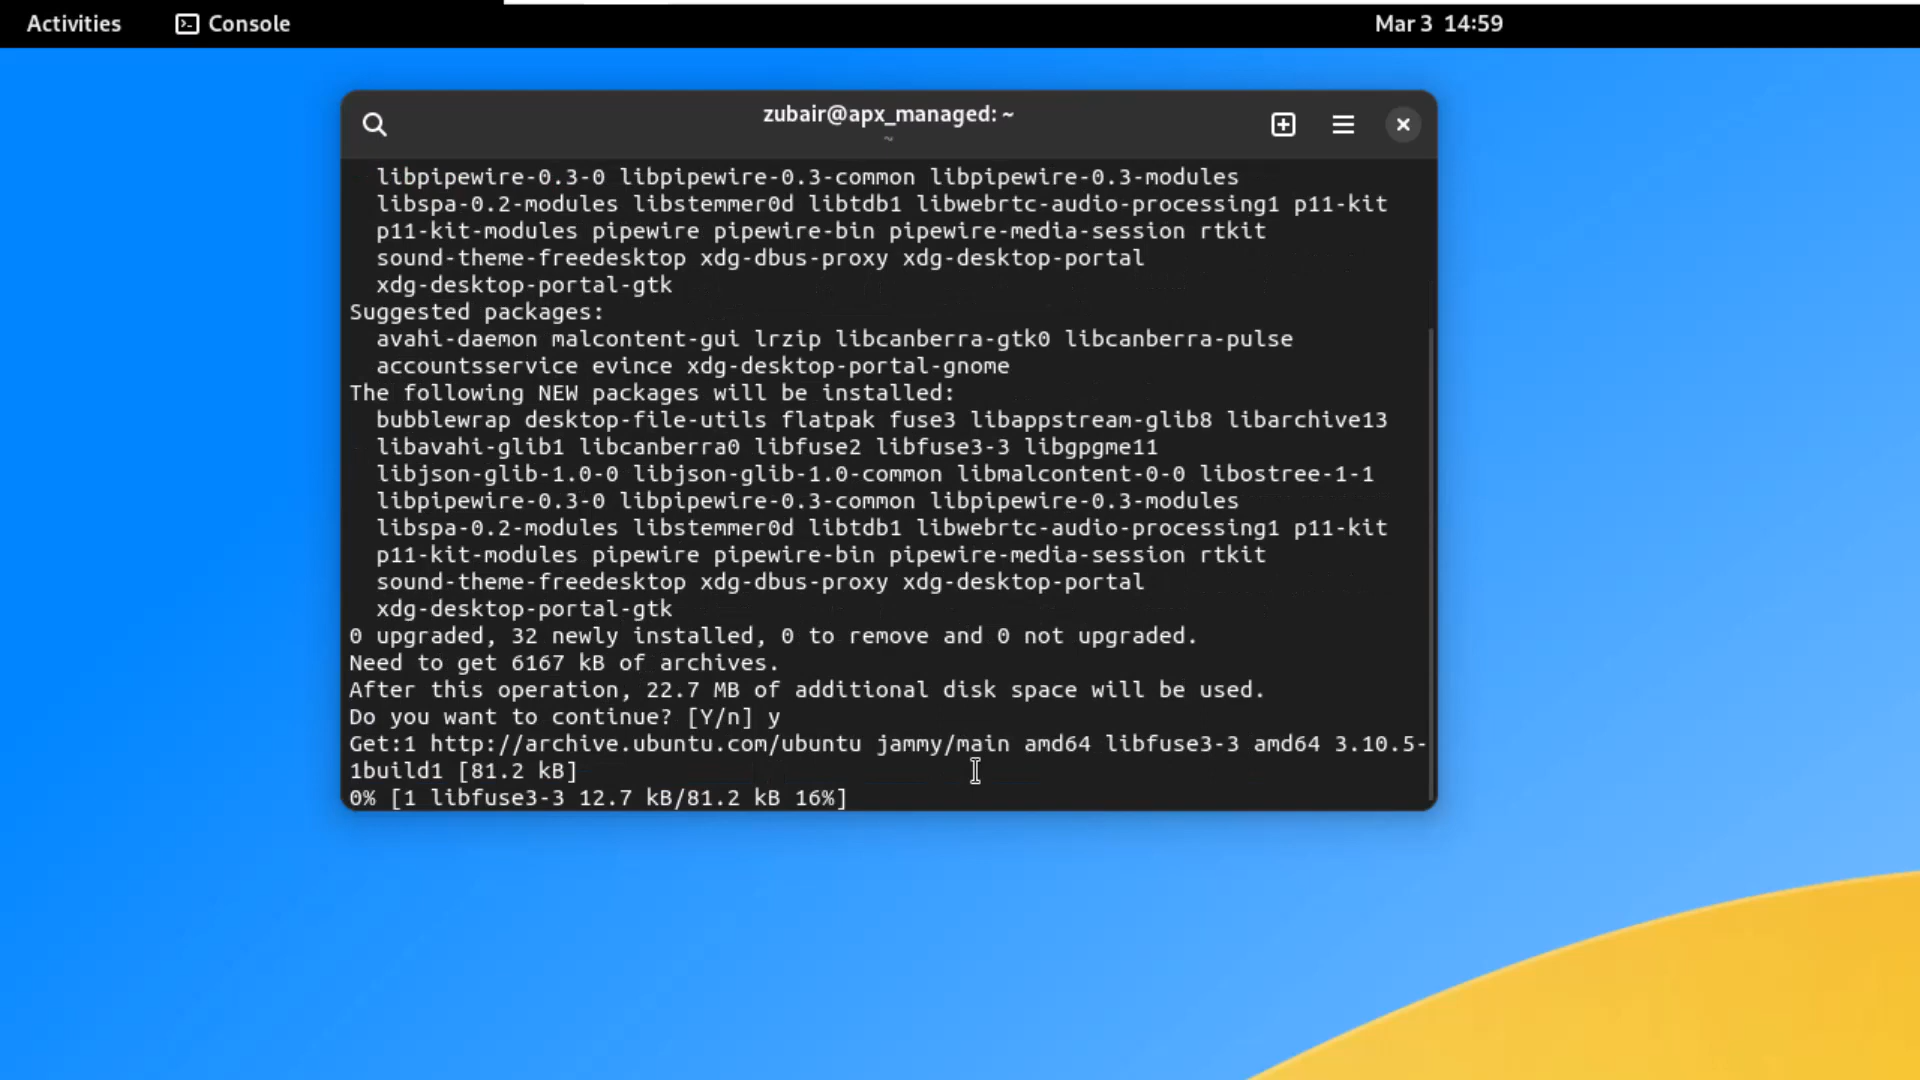 Activities
Console
Mar 3 14:59
zubair@apx_managed: ~
~
libpipewire-0.3-0 libpipewire-0.3-common libpipewire-0.3-modules
libspa-0.2-modules libstemmer0d libtdb1 libwebrtc-audio-processing1 p11-kit
p11-kit-modules pipewire pipewire-bin pipewire-media-session rtkit
sound-theme-freedesktop xdg-dbus-proxy xdg-desktop-portal
xdg-desktop-portal-gtk
Suggested packages:
avahi-daemon malcontent-gui lrzip libcanberra-gtk0 libcanberra-pulse
accountsservice evince xdg-desktop-portal-gnome
The following NEW packages will be installed:
bubblewrap desktop-file-utils flatpak fuse3 libappstream-glib8 libarchive13
libavahi-glib1 libcanberra0 libfuse2 libfuse3-3 libgpgme11
libjson-glib-1.0-0 libjson-glib-1.0-common libmalcontent-0-0 libostree-1-1
libpipewire-0.3-0 libpipewire-0.3-common libpipewire-0.3-modules
libspa-0.2-modules libstemmer0d libtdb1 libwebrtc-audio-processing1 p11-kit
p11-kit-modules pipewire pipewire-bin pipewire-media-session rtkit
sound-theme-freedesktop xdg-dbus-proxy xdg-desktop-portal
xdg-desktop-portal-gtk
0 upgraded, 32 newly installed, 0 to remove and 0 not upgraded.
Need to get 6167 kB of archives.
After this operation, 22.7 MB of additional disk space will be used.
Do you want to continue? [Y/n] y
Get:1 http://archive.ubuntu.com/ubuntu jammy/main amd64 libfuse3-3 amd64 3.10.5-
1build1 [81.2 kB]
0% [1 libfuse3-3 12.7 kB/81.2 kB 16%]